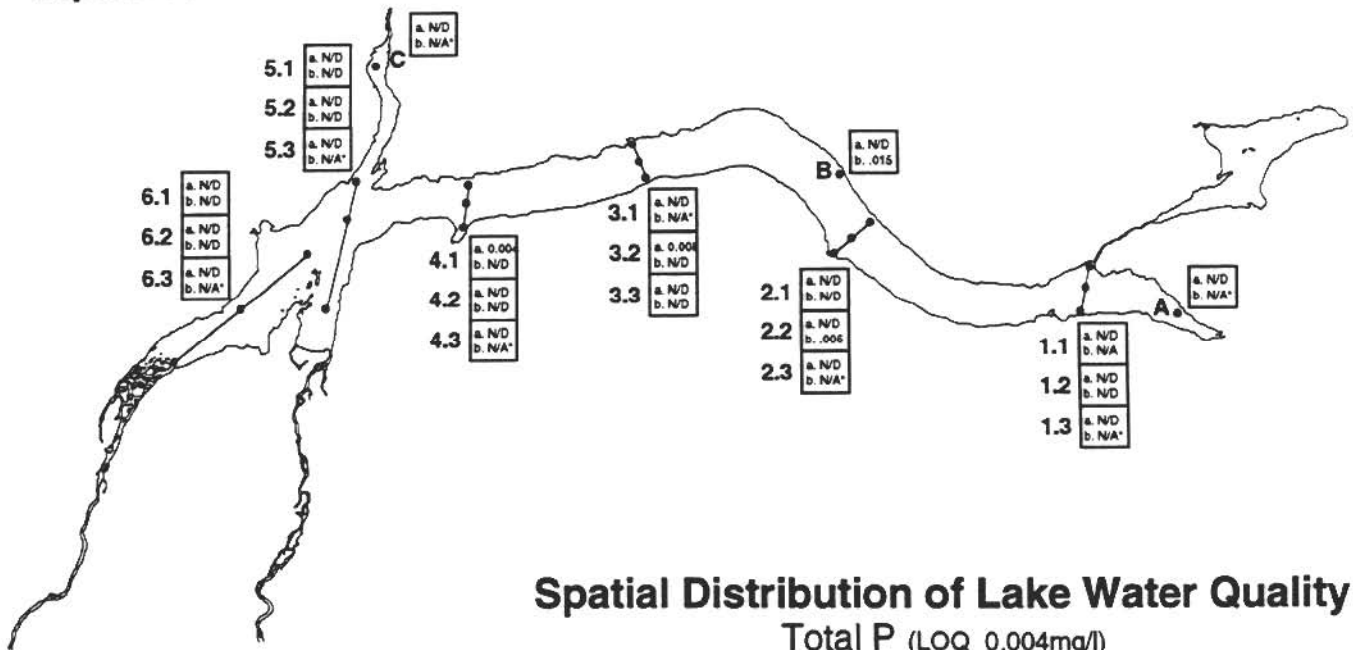 a. N/D
b. N/A*
C
5.1 a. N/D
b. N/D
5.2 a. N/D
b. N/D
5.3 a. N/D
b. N/A*
6.1 a. N/D
b. N/D
6.2 a. N/D
b. N/D
6.3 a. N/D
b. N/A*
4.1 a. 0.004
b. N/D
4.2 a. N/D
b. N/D
4.3 a. N/D
b. N/A*
3.1 a. N/D
b. N/A*
3.2 a.
b. N/D
3.3 a. N/D
b. N/D
B
a. N/D
b. .015
2.1 a. N/D
b. N/D
2.2 a. N/D
b. .006
2.3 a. N/D
b. N/A*
A
a. N/D
b. N/A*
1.1 a. N/D
b. N/A
1.2 a. N/D
b. N/D
1.3 a. N/D
b. N/A*
Spatial Distribution of Lake Water Quality
Total P (LOQ 0.004mg/l)